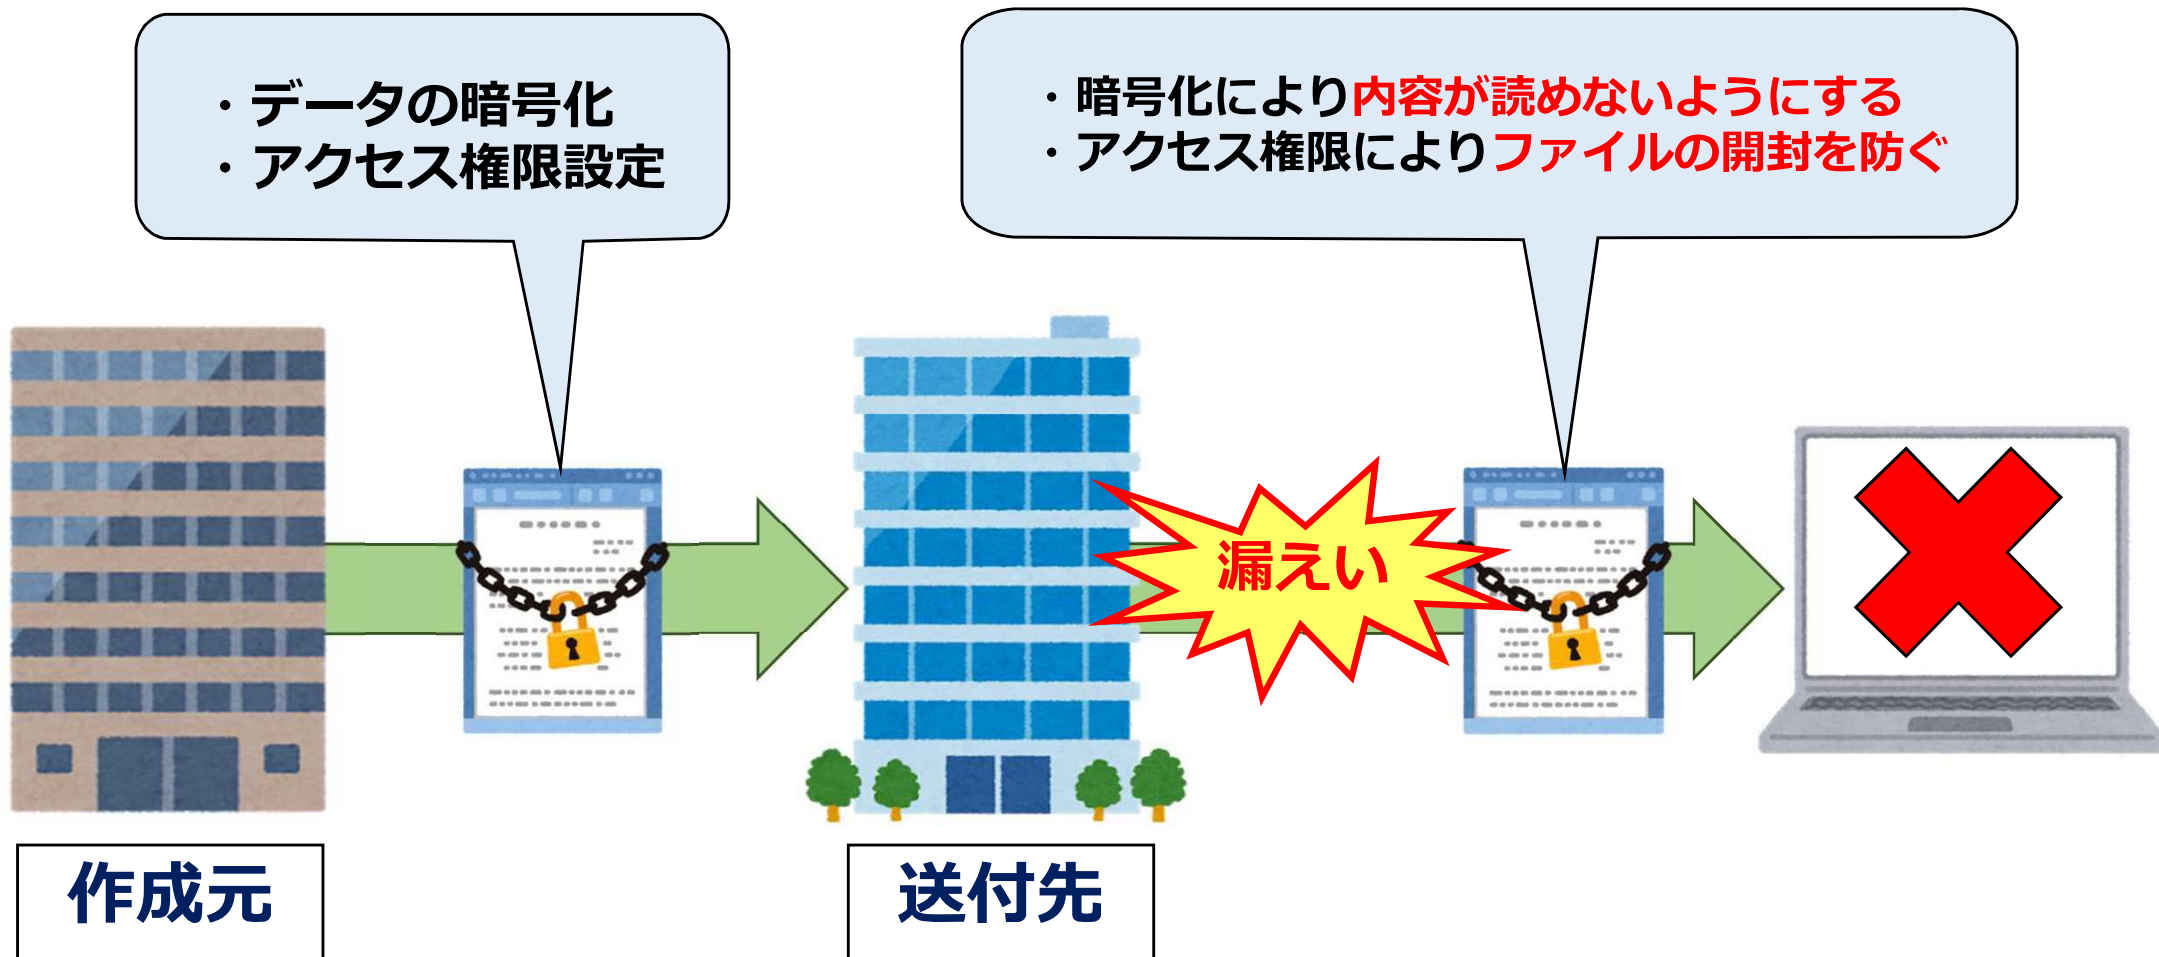 ・データの暗号化
・アクセス権限設定
・暗号化により内容が読めないようにする
・アクセス権限によりファイルの開封を防ぐ
漏えい
作成元
送付先